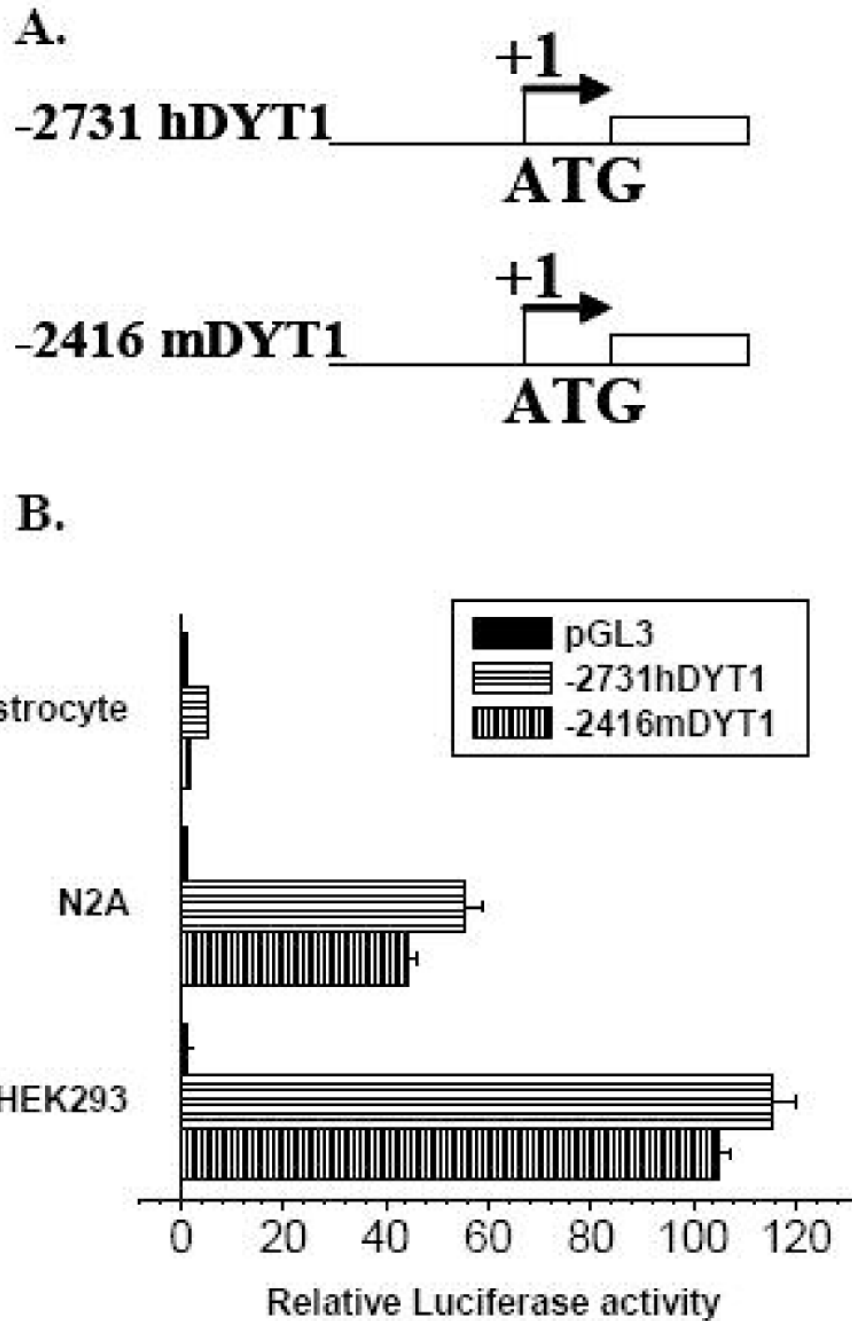 A.
+1
-2731 hDYT1
ATG
+1
-2416 mDYT1
ATG
B.
pGL3
-2731hDYT1
-2416mDYT1
strocyte
N2A
HEK293
0 20 40 60 80 100 120
Relative Luciferase activity